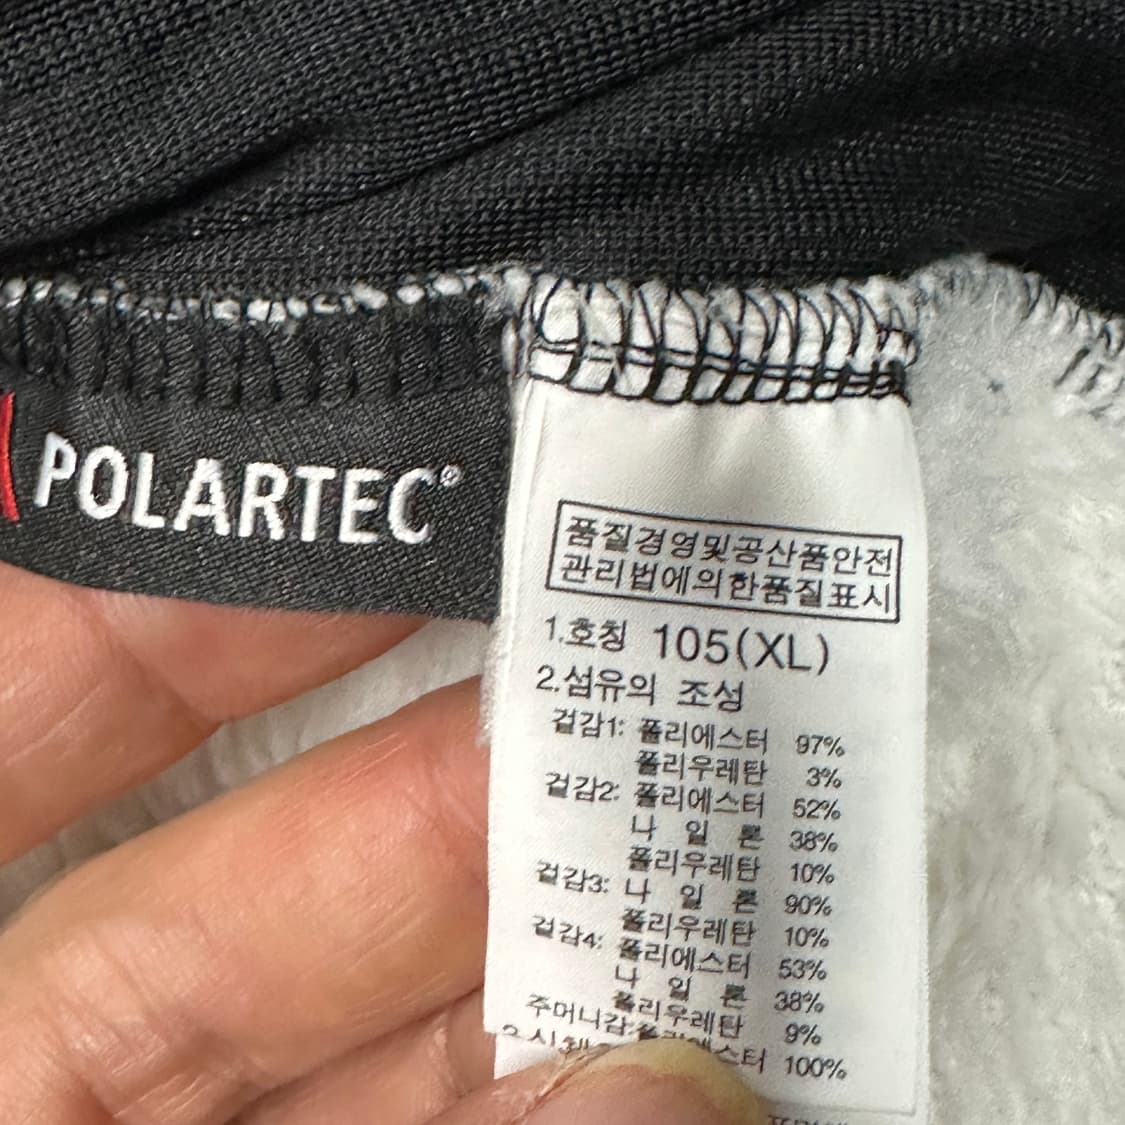 POLARTEC®
품질경영및공산품안전
관리법에의한품질표시
1.호칭 105(XL)
2.섬유의 조성
겉감1: 폴리에스터 97%
폴리우레탄 3%
겉감2: 폴리에스터 52%
나 일 론 38%
폴리우레탄 10%
겉감3: 나 일 론 90%
폴리우레탄 10%
겉감4: 폴리에스터 53%
나 일 론 38%
폴리우레탄 9%
주머니감:폴리에스터 100%